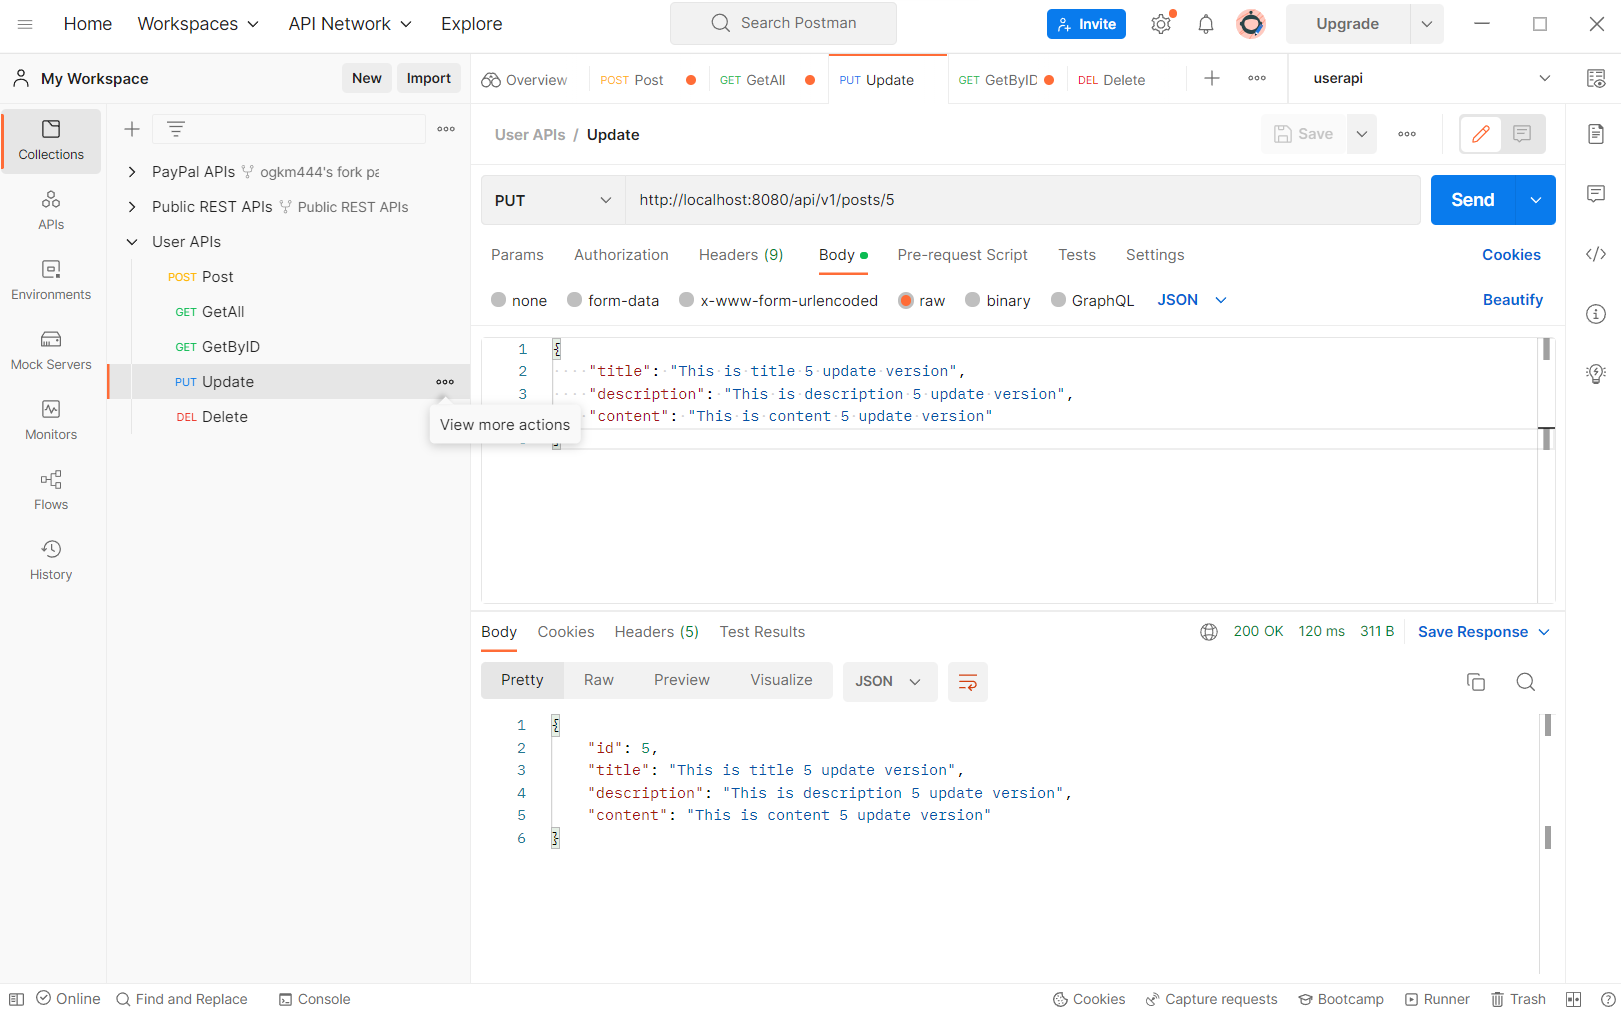 Home
Workspaces
API Network
Explore
Search Postman
Invite
Upgrade
My Workspace
New
Import
Overview
POST Post
GET GetAll
PUT Update
GET GetByID
DEL Delete
userapi
Collections
APIs
Environments
Mock Servers
Monitors
Flows
History
PayPal APIs ogkm444's fork pa
Public REST APIs Public REST APIs
User APIs
POST Post
GET GetAll
GET GetByID
PUT Update
DEL Delete
View more actions
User APIs / Update
Save
PUT
http://localhost:8080/api/v1/posts/5
Send
Params
Authorization
Headers (9)
Body
Pre-request Script
Tests
Settings
Cookies
none
form-data
x-www-form-urlencoded
raw
binary
GraphQL
JSON
Beautify
1 {
2 "title": "This is title 5 update version",
3 "description": "This is description 5 update version",
"content": "This is content 5 update version"
Body
Cookies
Headers (5)
Test Results
200 OK
120 ms
311 B
Save Response
Pretty
Raw
Preview
Visualize
JSON
1 {
2 "id": 5,
3 "title": "This is title 5 update version",
4 "description": "This is description 5 update version",
5 "content": "This is content 5 update version"
6 }
Online
Find and Replace
Console
Cookies
Capture requests
Bootcamp
Runner
Trash